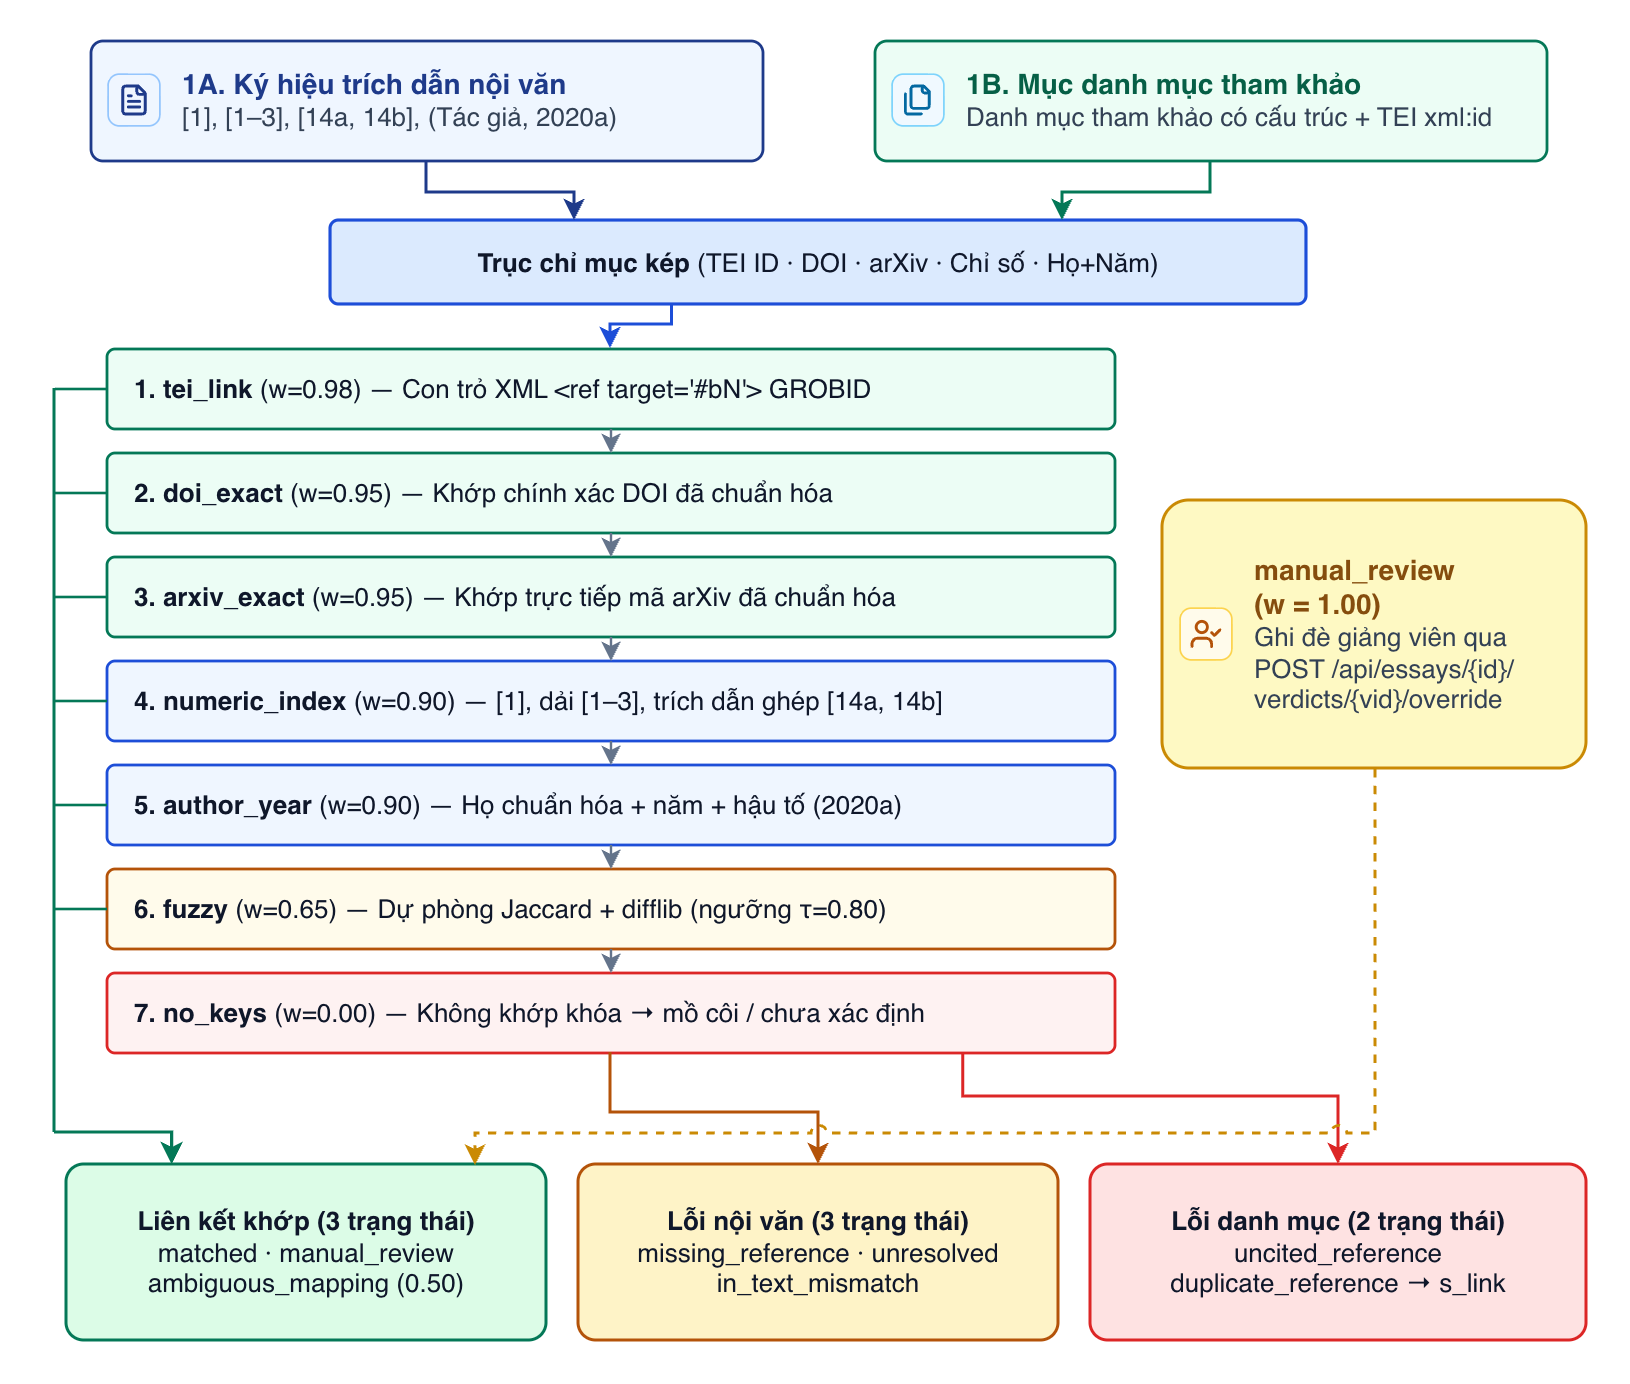 1A. Ký hiệu trích dẫn nội văn
[1], [1–3], [14a, 14b], (Tác giả, 2020a)
1B. Mục danh mục tham khảo
Danh mục tham khảo có cấu trúc + TEI xml:id
Trục chỉ mục kép (TEI ID · DOI · arXiv · Chỉ số · Họ+Năm)
1. tei_link (w=0.98) — Con trỏ XML <ref target='#bN'> GROBID
2. doi_exact (w=0.95) — Khớp chính xác DOI đã chuẩn hóa
3. arxiv_exact (w=0.95) — Khớp trực tiếp mã arXiv đã chuẩn hóa
4. numeric_index (w=0.90) — [1], dải [1–3], trích dẫn ghép [14a, 14b]
5. author_year (w=0.90) — Họ chuẩn hóa + năm + hậu tố (2020a)
6. fuzzy (w=0.65) — Dự phòng Jaccard + difflib (ngưỡng τ=0.80)
7. no_keys (w=0.00) — Không khớp khóa → mồ côi / chưa xác định
manual_review
(w = 1.00)
Ghi đè giảng viên qua
POST /api/essays/{id}/
verdicts/{vid}/override
Liên kết khớp (3 trạng thái)
matched · manual_review
ambiguous_mapping (0.50)
Lỗi nội văn (3 trạng thái)
missing_reference · unresolved
in_text_mismatch
Lỗi danh mục (2 trạng thái)
uncited_reference
duplicate_reference → s_link